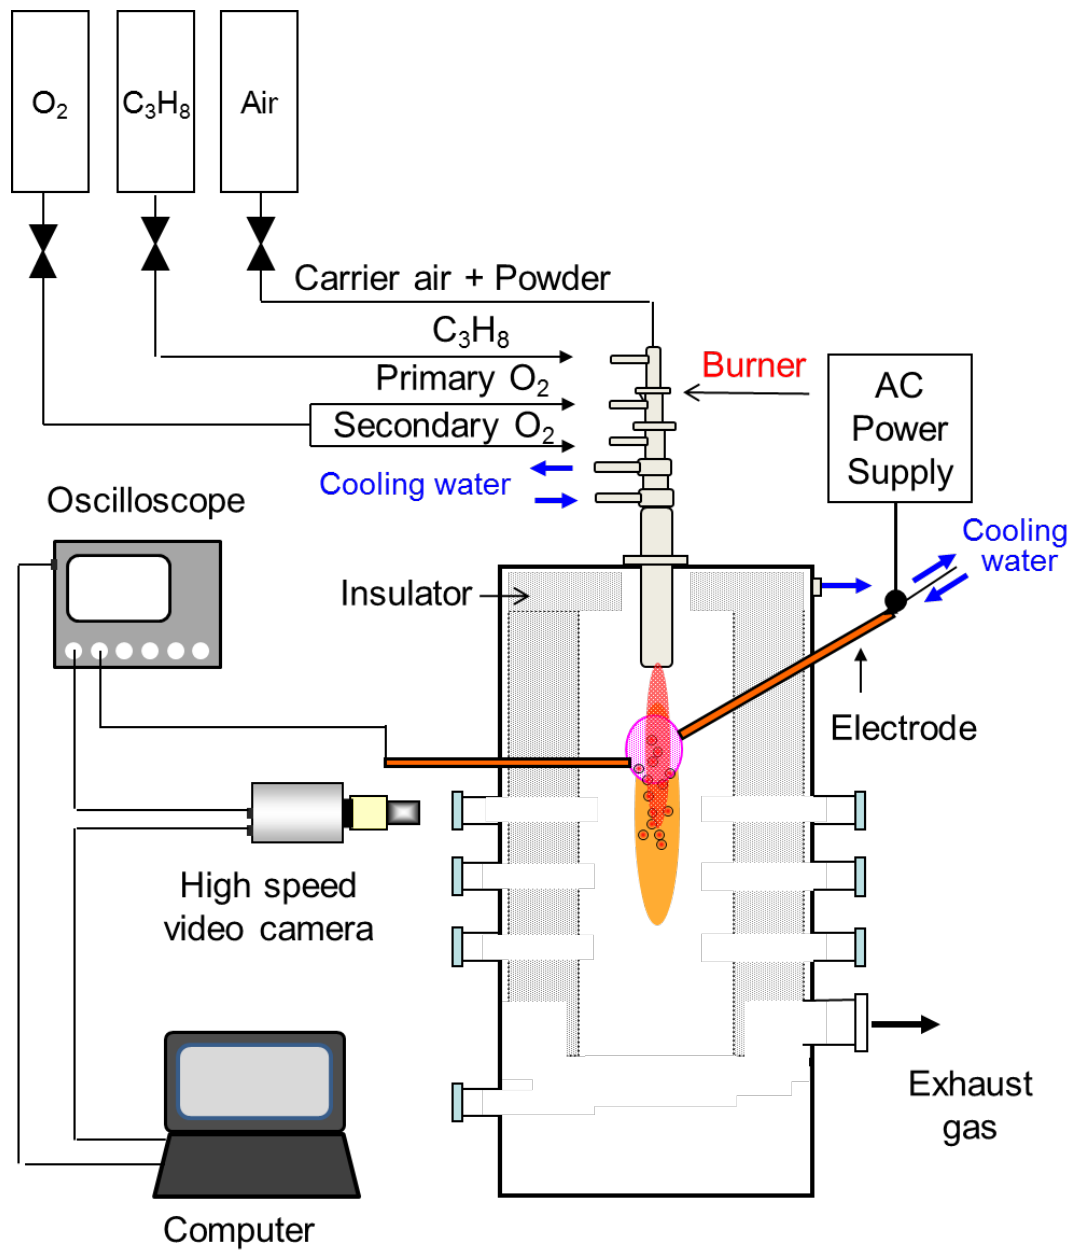 O₂
C₃H₈
Air
Carrier air + Powder
C₃H₈
Primary O₂
Secondary O₂
Cooling water
Burner
AC
Power
Supply
Cooling
water
Oscilloscope
Insulator
Electrode
High speed
video camera
Exhaust
gas
Computer